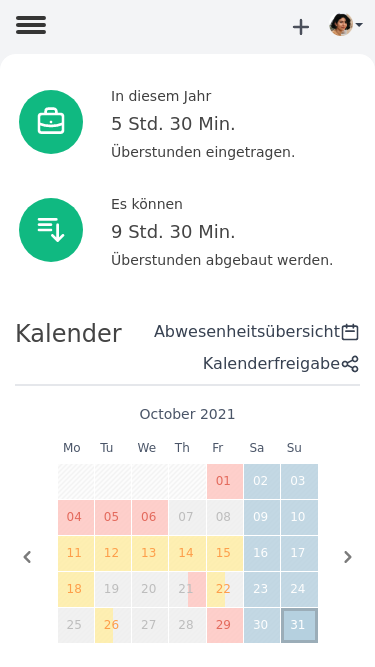 In diesem Jahr
5 Std. 30 Min.
Überstunden eingetragen.
Es können
9 Std. 30 Min.
Überstunden abgebaut werden.
Kalender
Abwesenheitsübersicht
Kalenderfreigabe
October 2021
Mo Tu We Th Fr Sa Su
01 02 03
04 05 06 07 08 09 10
11 12 13 14 15 16 17
18 19 20 21 22 23 24
25 26 27 28 29 30 31